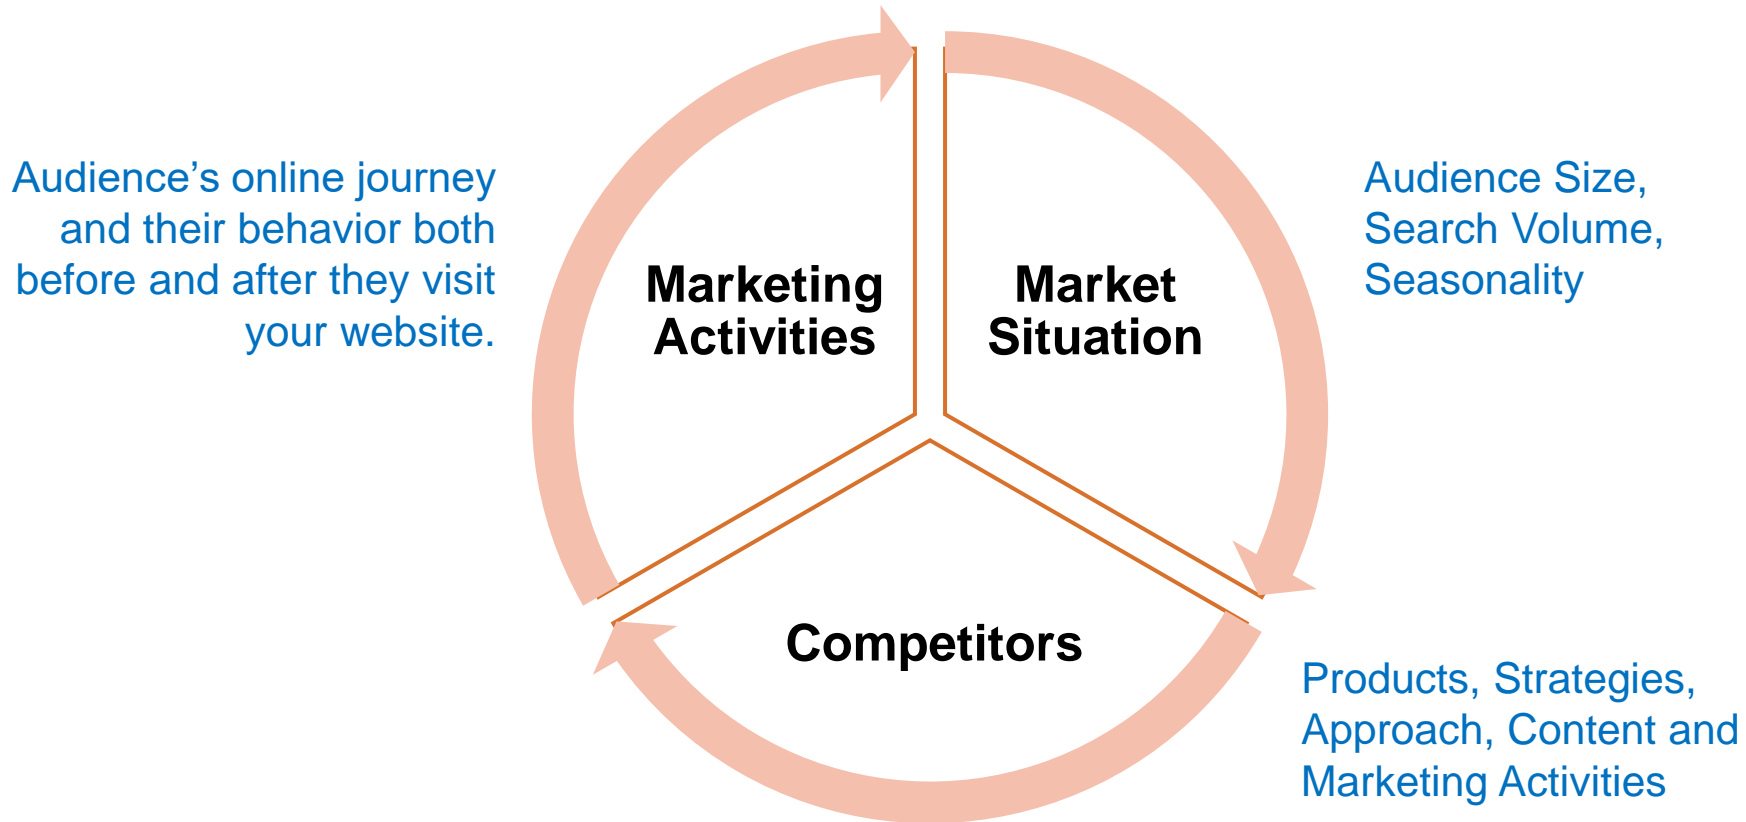 Audience’s online journey
and their behavior both
before and after they visit
your website.
Marketing
Activities
Market
Situation
Audience Size,
Search Volume,
Seasonality
Competitors
Products, Strategies,
Approach, Content and
Marketing Activities